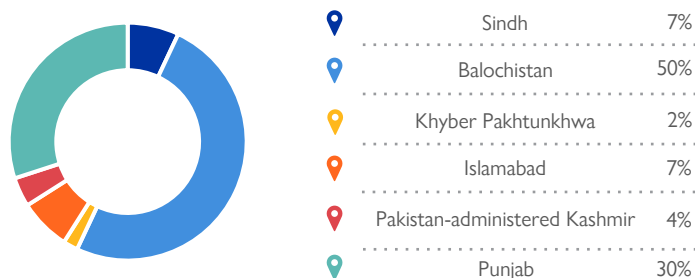 Sindh 7%
Balochistan 50%
Khyber Pakhtunkhwa 2%
Islamabad 7%
Pakistan-administered Kashmir 4%
Punjab 30%